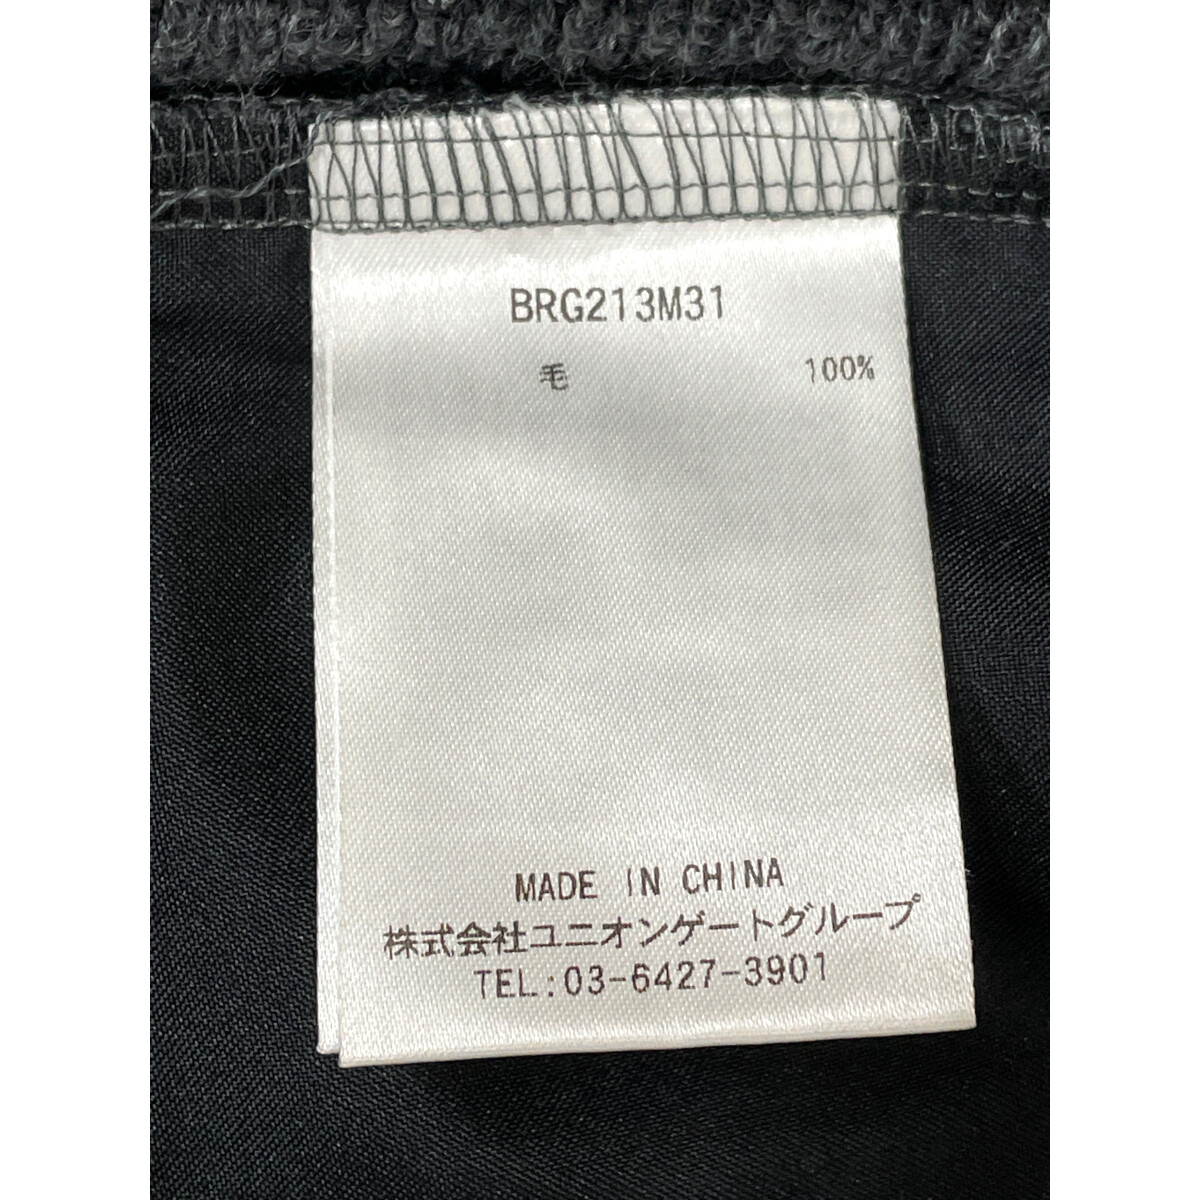 BRG213M31
毛 100%
MADE IN CHINA
株式会社ユニオンゲートグループ
TEL:03-6427-3901